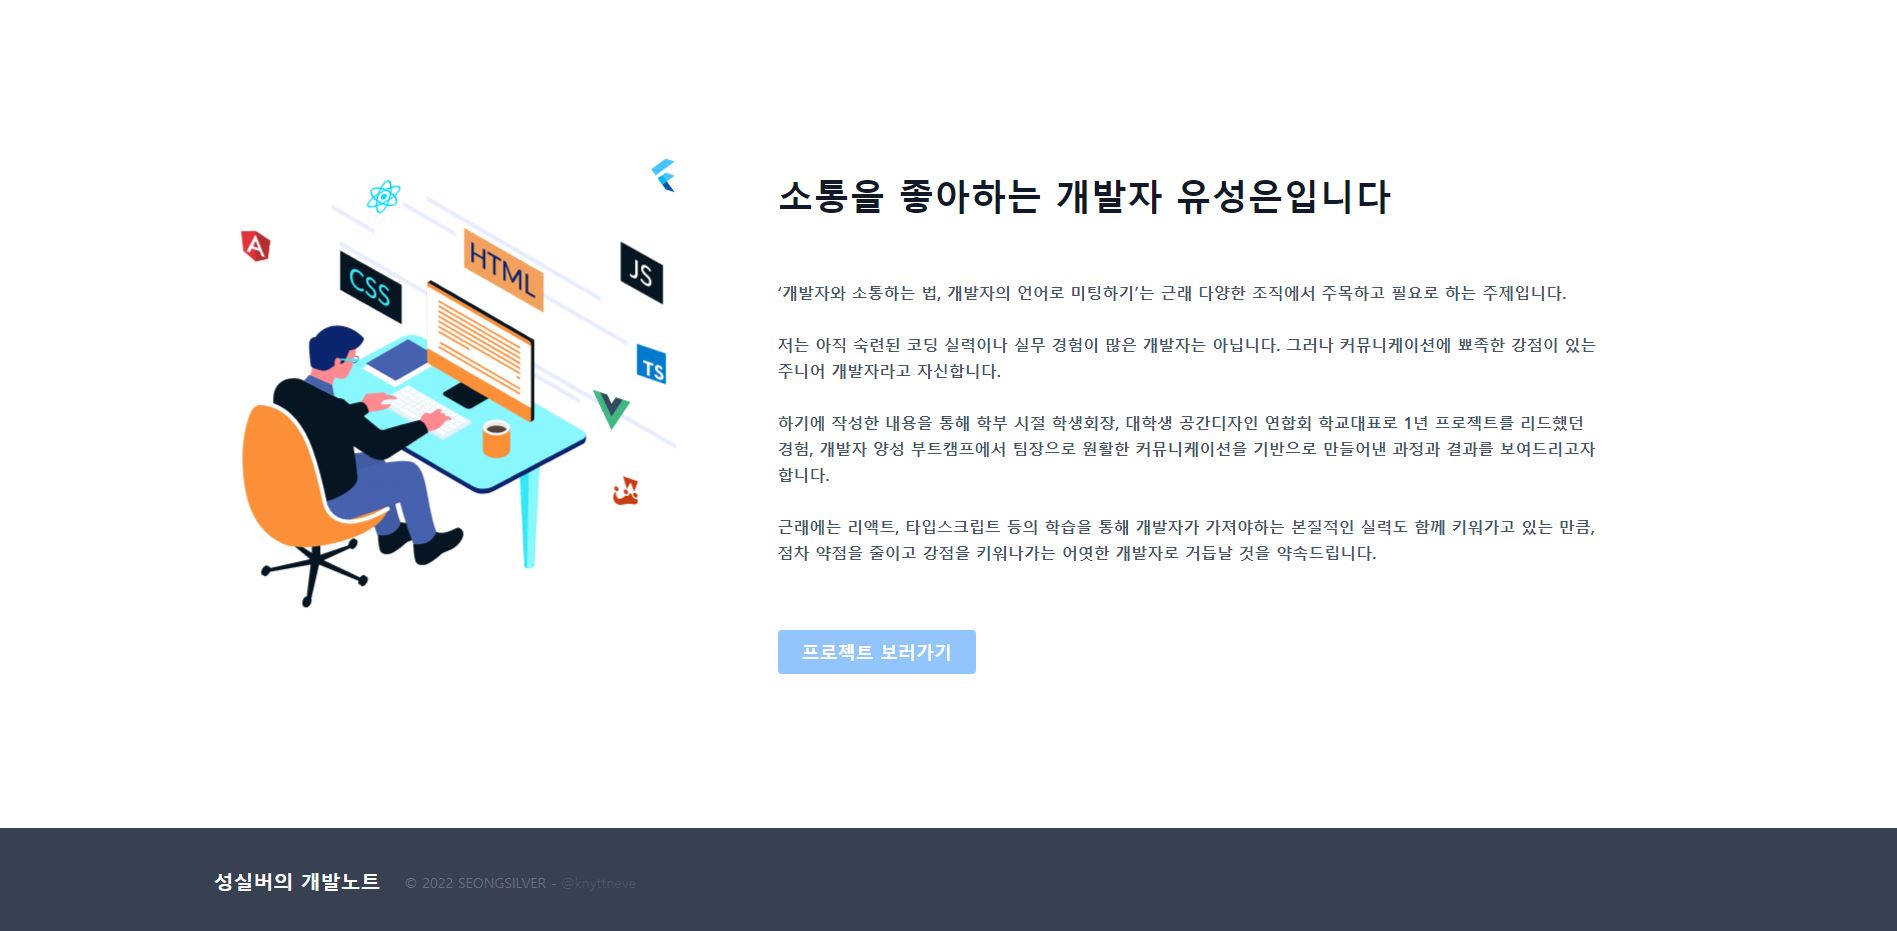 소통을 좋아하는 개발자 유성은입니다
‘개발자와 소통하는 법, 개발자의 언어로 미팅하기’는 근래 다양한 조직에서 주목하고 필요로 하는 주제입니다.
저는 아직 숙련된 코딩 실력이나 실무 경험이 많은 개발자는 아닙니다. 그러나 커뮤니케이션에 뾰족한 강점이 있는
주니어 개발자라고 자신합니다.
하기에 작성한 내용을 통해 학부 시절 학생회장, 대학생 공간디자인 연합회 학교대표로 1년 프로젝트를 리드했던
경험, 개발자 양성 부트캠프에서 팀장으로 원활한 커뮤니케이션을 기반으로 만들어낸 과정과 결과를 보여드리고자
합니다.
근래에는 리액트, 타입스크립트 등의 학습을 통해 개발자가 가져야하는 본질적인 실력도 함께 키워가고 있는 만큼,
점차 약점을 줄이고 강점을 키워나가는 어엿한 개발자로 거듭날 것을 약속드립니다.
프로젝트 보러가기
A
CSS
HTML
JS
TS
성실버의 개발노트 © 2022 SEONGSILVER - @knyttneve